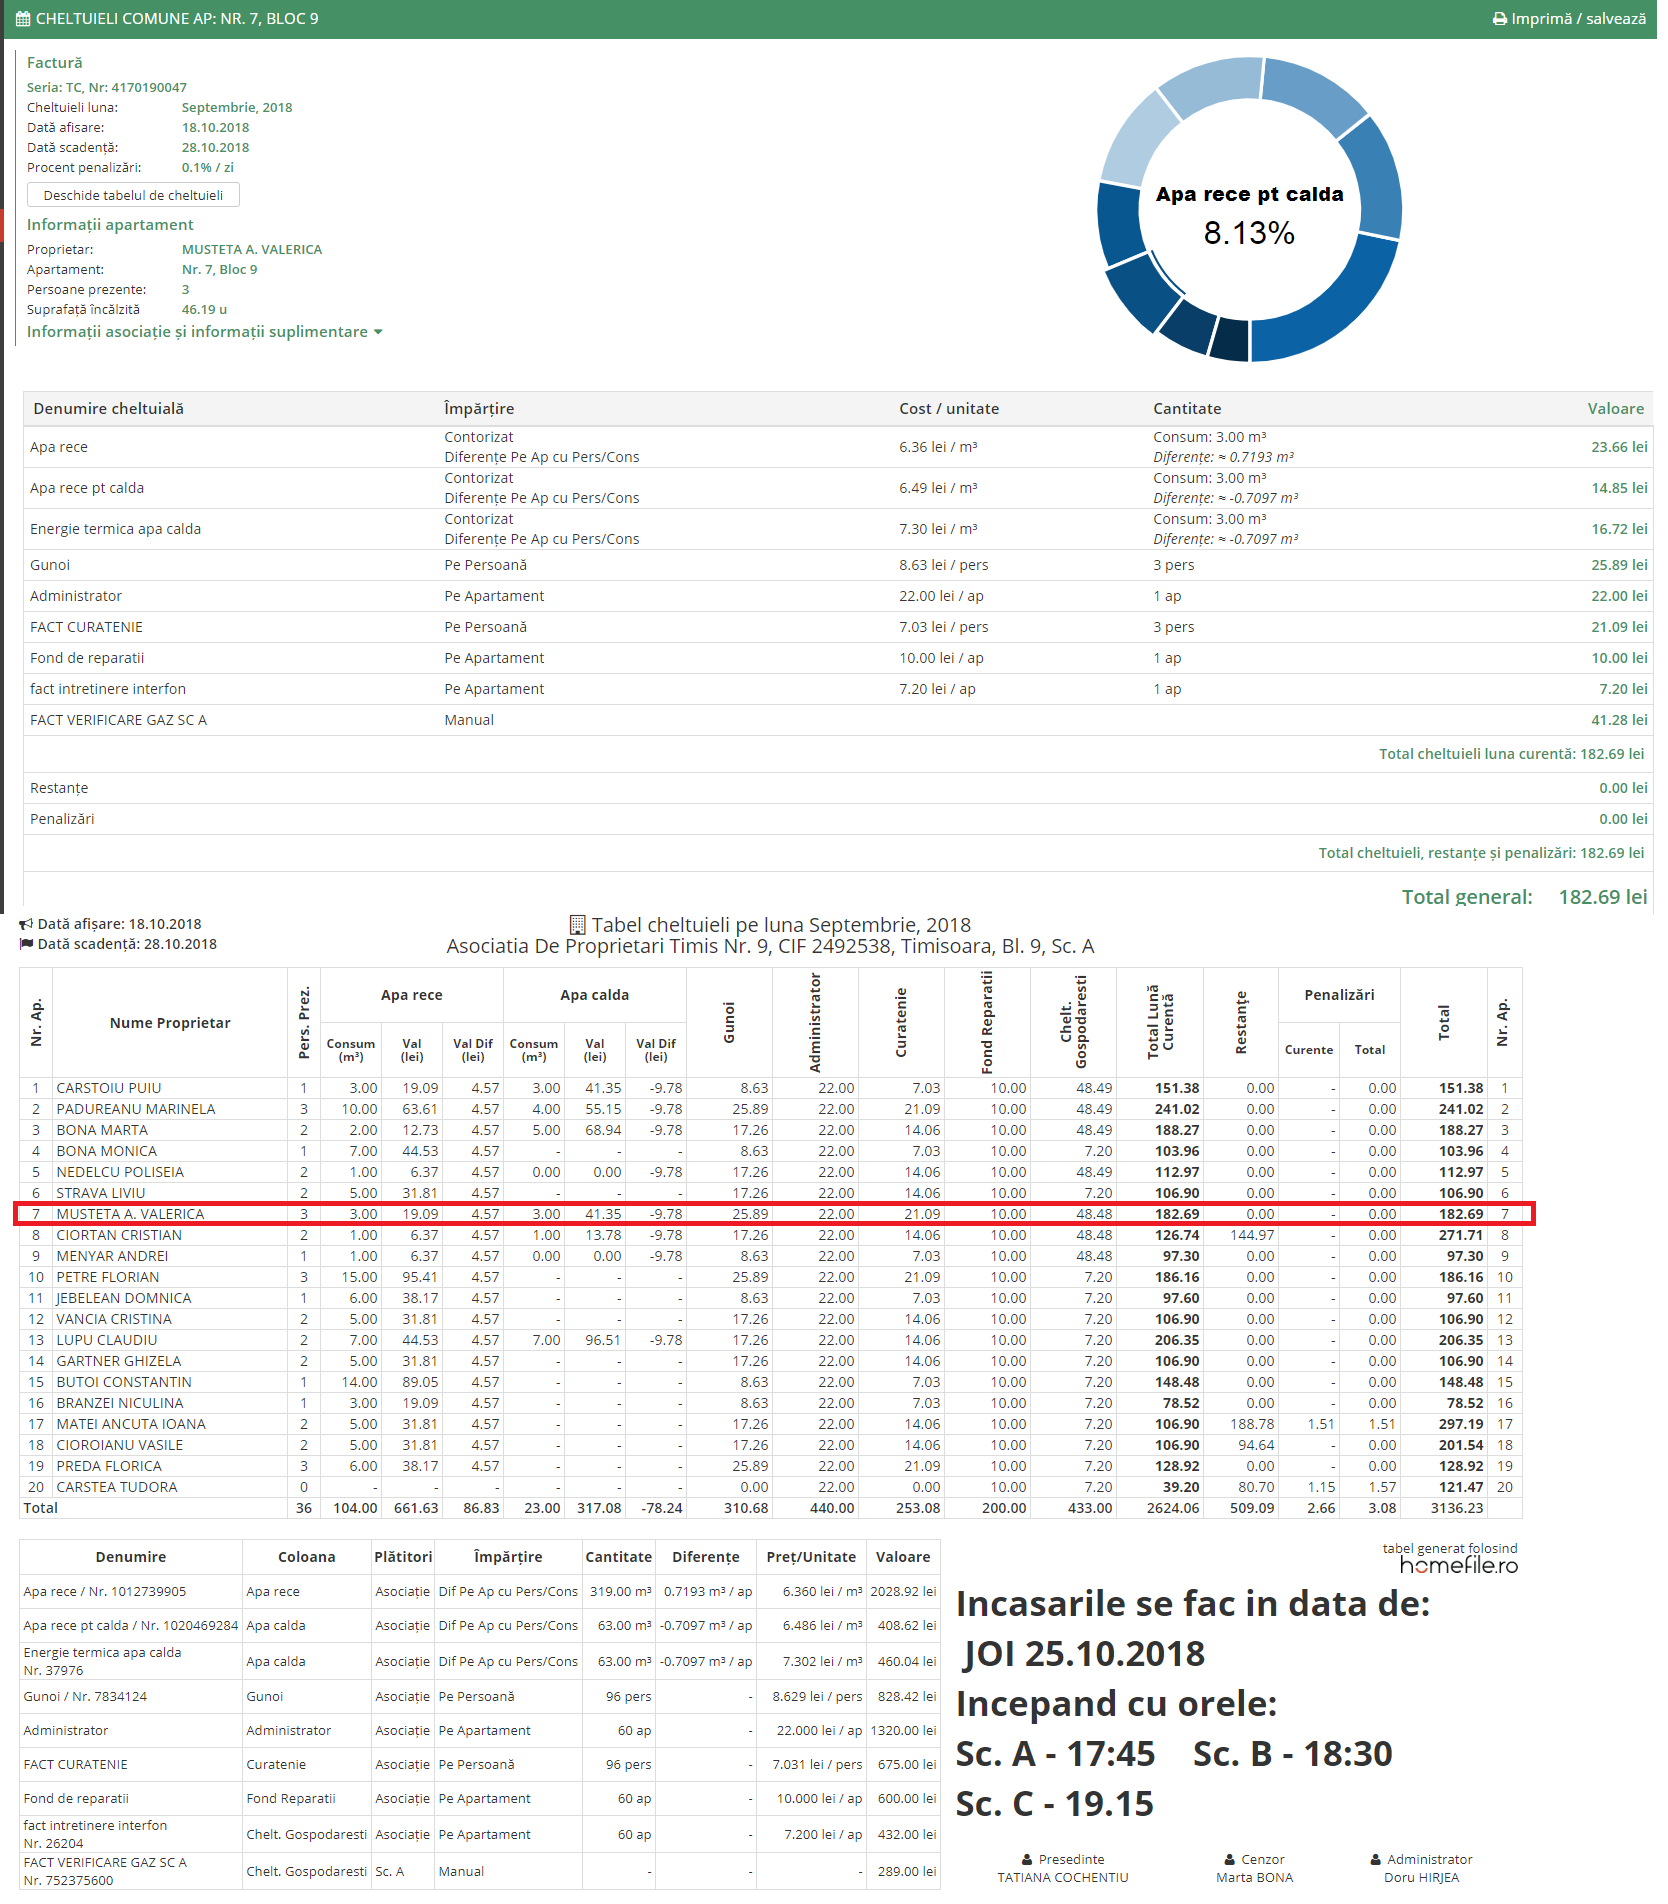 CHELTUIELI COMUNE AP: NR. 7, BLOC 9
Imprimă / salvează
Factură
Seria: TC, Nr: 4170190047
Cheltuieli luna: Septembrie, 2018
Dată afisare: 18.10.2018
Dată scadență: 28.10.2018
Procent penalizări: 0.1% / zi
Deschide tabelul de cheltuieli
Informații apartament
Proprietar: MUSTETA A. VALERICA
Apartament: Nr. 7, Bloc 9
Persoane prezente: 3
Suprafață încălzită 46.19 u
Informații asociație și informații suplimentare
Apa rece pt calda
8.13%
Denumire cheltuială Împărțire Cost / unitate Cantitate Valoare
Apa rece Contorizat Diferențe Pe Ap cu Pers/Cons 6.36 lei / m³ Consum: 3.00 m³ Diferențe: ≈ 0.7193 m³ 23.66 lei
Apa rece pt calda Contorizat Diferențe Pe Ap cu Pers/Cons 6.49 lei / m³ Consum: 3.00 m³ Diferențe: ≈ -0.7097 m³ 14.85 lei
Energie termica apa calda Contorizat Diferențe Pe Ap cu Pers/Cons 7.30 lei / m³ Consum: 3.00 m³ Diferențe: ≈ -0.7097 m³ 16.72 lei
Gunoi Pe Persoană 8.63 lei / pers 3 pers 25.89 lei
Administrator Pe Apartament 22.00 lei / ap 1 ap 22.00 lei
FACT CURATENIE Pe Persoană 7.03 lei / pers 3 pers 21.09 lei
Fond de reparatii Pe Apartament 10.00 lei / ap 1 ap 10.00 lei
fact intretinere interfon Pe Apartament 7.20 lei / ap 1 ap 7.20 lei
FACT VERIFICARE GAZ SC A Manual 41.28 lei
Total cheltuieli luna curentă: 182.69 lei
Restanțe 0.00 lei
Penalizări 0.00 lei
Total cheltuieli, restanțe și penalizări: 182.69 lei
Total general: 182.69 lei
Dată afișare: 18.10.2018
Dată scadență: 28.10.2018
Tabel cheltuieli pe luna Septembrie, 2018
Asociatia De Proprietari Timis Nr. 9, CIF 2492538, Timisoara, Bl. 9, Sc. A
Nr. Ap. Nume Proprietar Pers. Prez. Apa rece Apa calda Gunoi Administrator Curatenie Fond Reparatii Chelt. Gospodaresti Total Lună Curentă Restanțe Penalizări Total Nr. Ap.
Consum (m³) Val (lei) Val Dif (lei) Consum (m³) Val (lei) Val Dif (lei) Curente Total
1 CARSTOIU PUIU 1 3.00 19.09 4.57 3.00 41.35 -9.78 8.63 22.00 7.03 10.00 48.49 151.38 0.00 - 0.00 151.38 1
2 PADUREANU MARINELA 3 10.00 63.61 4.57 4.00 55.15 -9.78 25.89 22.00 21.09 10.00 48.49 241.02 0.00 - 0.00 241.02 2
3 BONA MARTA 2 2.00 12.73 4.57 5.00 68.94 -9.78 17.26 22.00 14.06 10.00 48.49 188.27 0.00 - 0.00 188.27 3
4 BONA MONICA 1 7.00 44.53 4.57 - - - 8.63 22.00 7.03 10.00 7.20 103.96 0.00 - 0.00 103.96 4
5 NEDELCU POLISEIA 2 1.00 6.37 4.57 0.00 0.00 -9.78 17.26 22.00 14.06 10.00 48.49 112.97 0.00 - 0.00 112.97 5
6 STRAVA LIVIU 2 5.00 31.81 4.57 - - - 17.26 22.00 14.06 10.00 7.20 106.90 0.00 - 0.00 106.90 6
7 MUSTETA A. VALERICA 3 3.00 19.09 4.57 3.00 41.35 -9.78 25.89 22.00 21.09 10.00 48.48 182.69 0.00 - 0.00 182.69 7
8 CIORTAN CRISTIAN 2 1.00 6.37 4.57 1.00 13.78 -9.78 17.26 22.00 14.06 10.00 48.48 126.74 144.97 - 0.00 271.71 8
9 MENYAR ANDREI 1 1.00 6.37 4.57 0.00 0.00 -9.78 8.63 22.00 7.03 10.00 48.48 97.30 0.00 - 0.00 97.30 9
10 PETRE FLORIAN 3 15.00 95.41 4.57 - - - 25.89 22.00 21.09 10.00 7.20 186.16 0.00 - 0.00 186.16 10
11 JEBELEAN DOMNICA 1 6.00 38.17 4.57 - - - 8.63 22.00 7.03 10.00 7.20 97.60 0.00 - 0.00 97.60 11
12 VANCIA CRISTINA 2 5.00 31.81 4.57 - - - 17.26 22.00 14.06 10.00 7.20 106.90 0.00 - 0.00 106.90 12
13 LUPU CLAUDIU 2 7.00 44.53 4.57 7.00 96.51 -9.78 17.26 22.00 14.06 10.00 7.20 206.35 0.00 - 0.00 206.35 13
14 GARTNER GHIZELA 2 5.00 31.81 4.57 - - - 17.26 22.00 14.06 10.00 7.20 106.90 0.00 - 0.00 106.90 14
15 BUTOI CONSTANTIN 1 14.00 89.05 4.57 - - - 8.63 22.00 7.03 10.00 7.20 148.48 0.00 - 0.00 148.48 15
16 BRANZEI NICULINA 1 3.00 19.09 4.57 - - - 8.63 22.00 7.03 10.00 7.20 78.52 0.00 - 0.00 78.52 16
17 MATEI ANCUTA IOANA 2 5.00 31.81 4.57 - - - 17.26 22.00 14.06 10.00 7.20 106.90 188.78 1.51 1.51 297.19 17
18 CIOROIANU VASILE 2 5.00 31.81 4.57 - - - 17.26 22.00 14.06 10.00 7.20 106.90 94.64 - 0.00 201.54 18
19 PREDA FLORICA 3 6.00 38.17 4.57 - - - 25.89 22.00 21.09 10.00 7.20 128.92 0.00 - 0.00 128.92 19
20 CARSTEA TUDORA 0 - - - - - - 0.00 22.00 0.00 10.00 7.20 39.20 80.70 1.15 1.57 121.47 20
Total 36 104.00 661.63 86.83 23.00 317.08 -78.24 310.68 440.00 253.08 200.00 433.00 2624.06 509.09 2.66 3.08 3136.23
Denumire Coloana Plătitori Împărțire Cantitate Diferențe Preț/Unitate Valoare
Apa rece / Nr. 1012739905 Apa rece Asociație Dif Pe Ap cu Pers/Cons 319.00 m³ 0.7193 m³ / ap 6.360 lei / m³ 2028.92 lei
Apa rece pt calda / Nr. 1020469284 Apa calda Asociație Dif Pe Ap cu Pers/Cons 63.00 m³ -0.7097 m³ / ap 6.486 lei / m³ 408.62 lei
Energie termica apa calda Nr. 37976 Apa calda Asociație Dif Pe Ap cu Pers/Cons 63.00 m³ -0.7097 m³ / ap 7.302 lei / m³ 460.04 lei
Gunoi / Nr. 7834124 Gunoi Asociație Pe Persoană 96 pers - 8.629 lei / pers 828.42 lei
Administrator Administrator Asociație Pe Apartament 60 ap - 22.000 lei / ap 1320.00 lei
FACT CURATENIE Curatenie Asociație Pe Persoană 96 pers - 7.031 lei / pers 675.00 lei
Fond de reparatii Fond Reparatii Asociație Pe Apartament 60 ap - 10.000 lei / ap 600.00 lei
fact intretinere interfon Nr. 26204 Chelt. Gospodaresti Asociație Pe Apartament 60 ap - 7.200 lei / ap 432.00 lei
FACT VERIFICARE GAZ SC A Nr. 752375600 Chelt. Gospodaresti Sc. A Manual - - - 289.00 lei
tabel generat folosind
homefile.ro
Incasarile se fac in data de:
JOI 25.10.2018
Incepand cu orele:
Sc. A - 17:45 Sc. B - 18:30
Sc. C - 19.15
Presedinte Cenzor Administrator
TATIANA COCHENTIU Marta BONA Doru HIRJEA